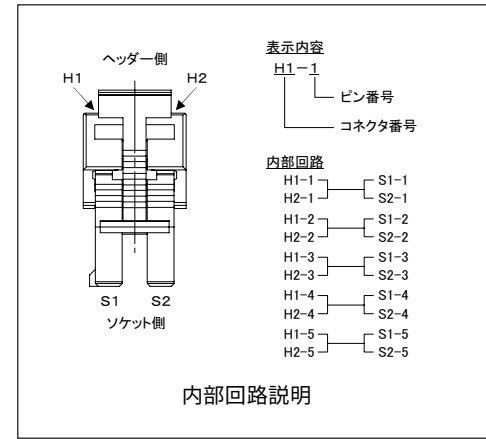 ヘッダー側
H1 H2
S1 S2
ソケット側
表示内容
H1-1
ピン番号
コネクタ番号
内部回路
H1-1 S1-1
H2-1 S2-1
H1-2 S1-2
H2-2 S2-2
H1-3 S1-3
H2-3 S2-3
H1-4 S1-4
H2-4 S2-4
H1-5 S1-5
H2-5 S2-5
内部回路説明